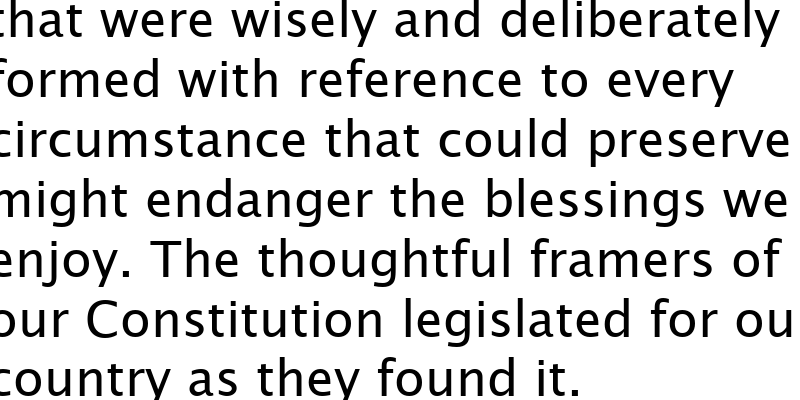 that were wisely and deliberately
formed with reference to every
circumstance that could preserve
might endanger the blessings we
enjoy. The thoughtful framers of
our Constitution legislated for ou
country as they found it.